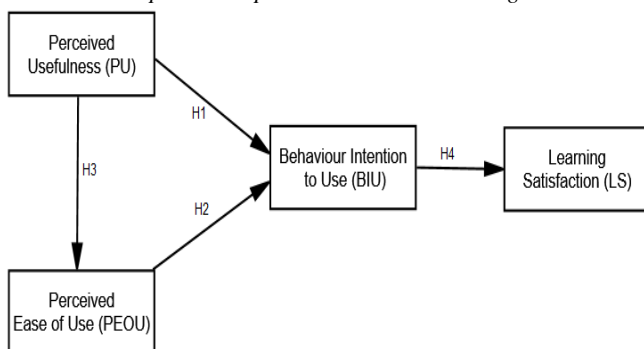 Perceived
Usefulness (PU)
H1
H3
Behaviour Intention
to Use (BIU)
H4
Learning
Satisfaction (LS)
H2
Perceived
Ease of Use (PEOU)